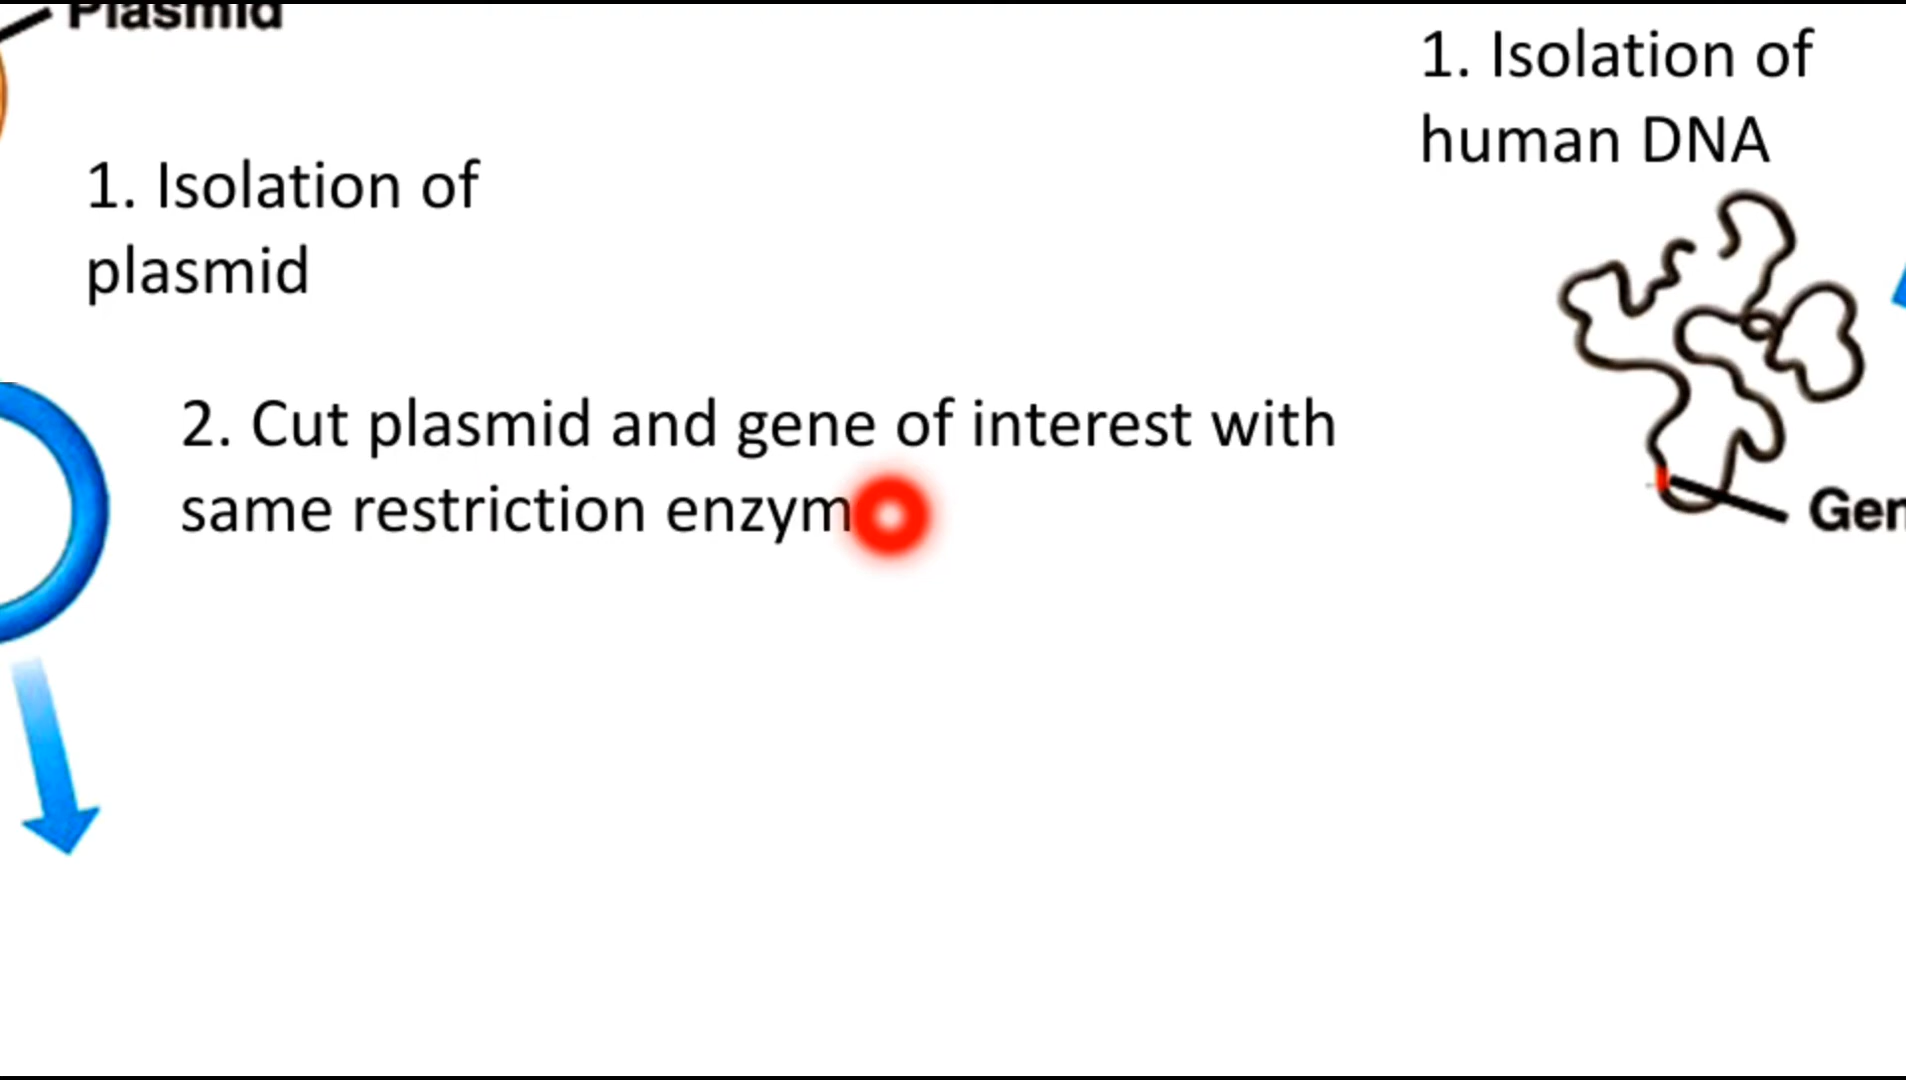 Plasmid
1. Isolation of
human DNA
1. Isolation of
plasmid
2. Cut plasmid and gene of interest with
same restriction enzym
Gen